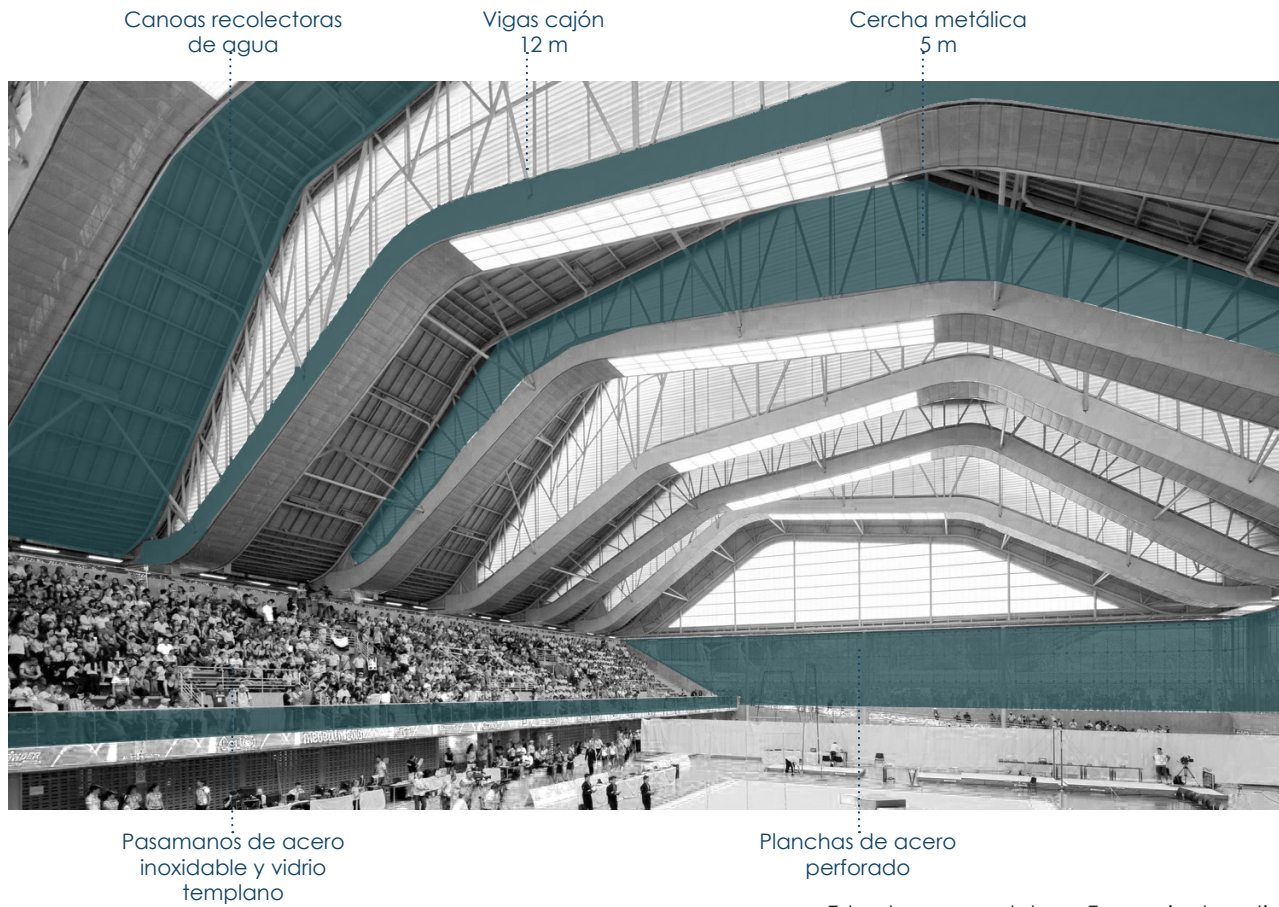 Canoas recolectoras
de agua
Vigas cajón
12 m
Cercha metálica
5 m
Pasamanos de acero
inoxidable y vidrio
templano
Planchas de acero
perforado